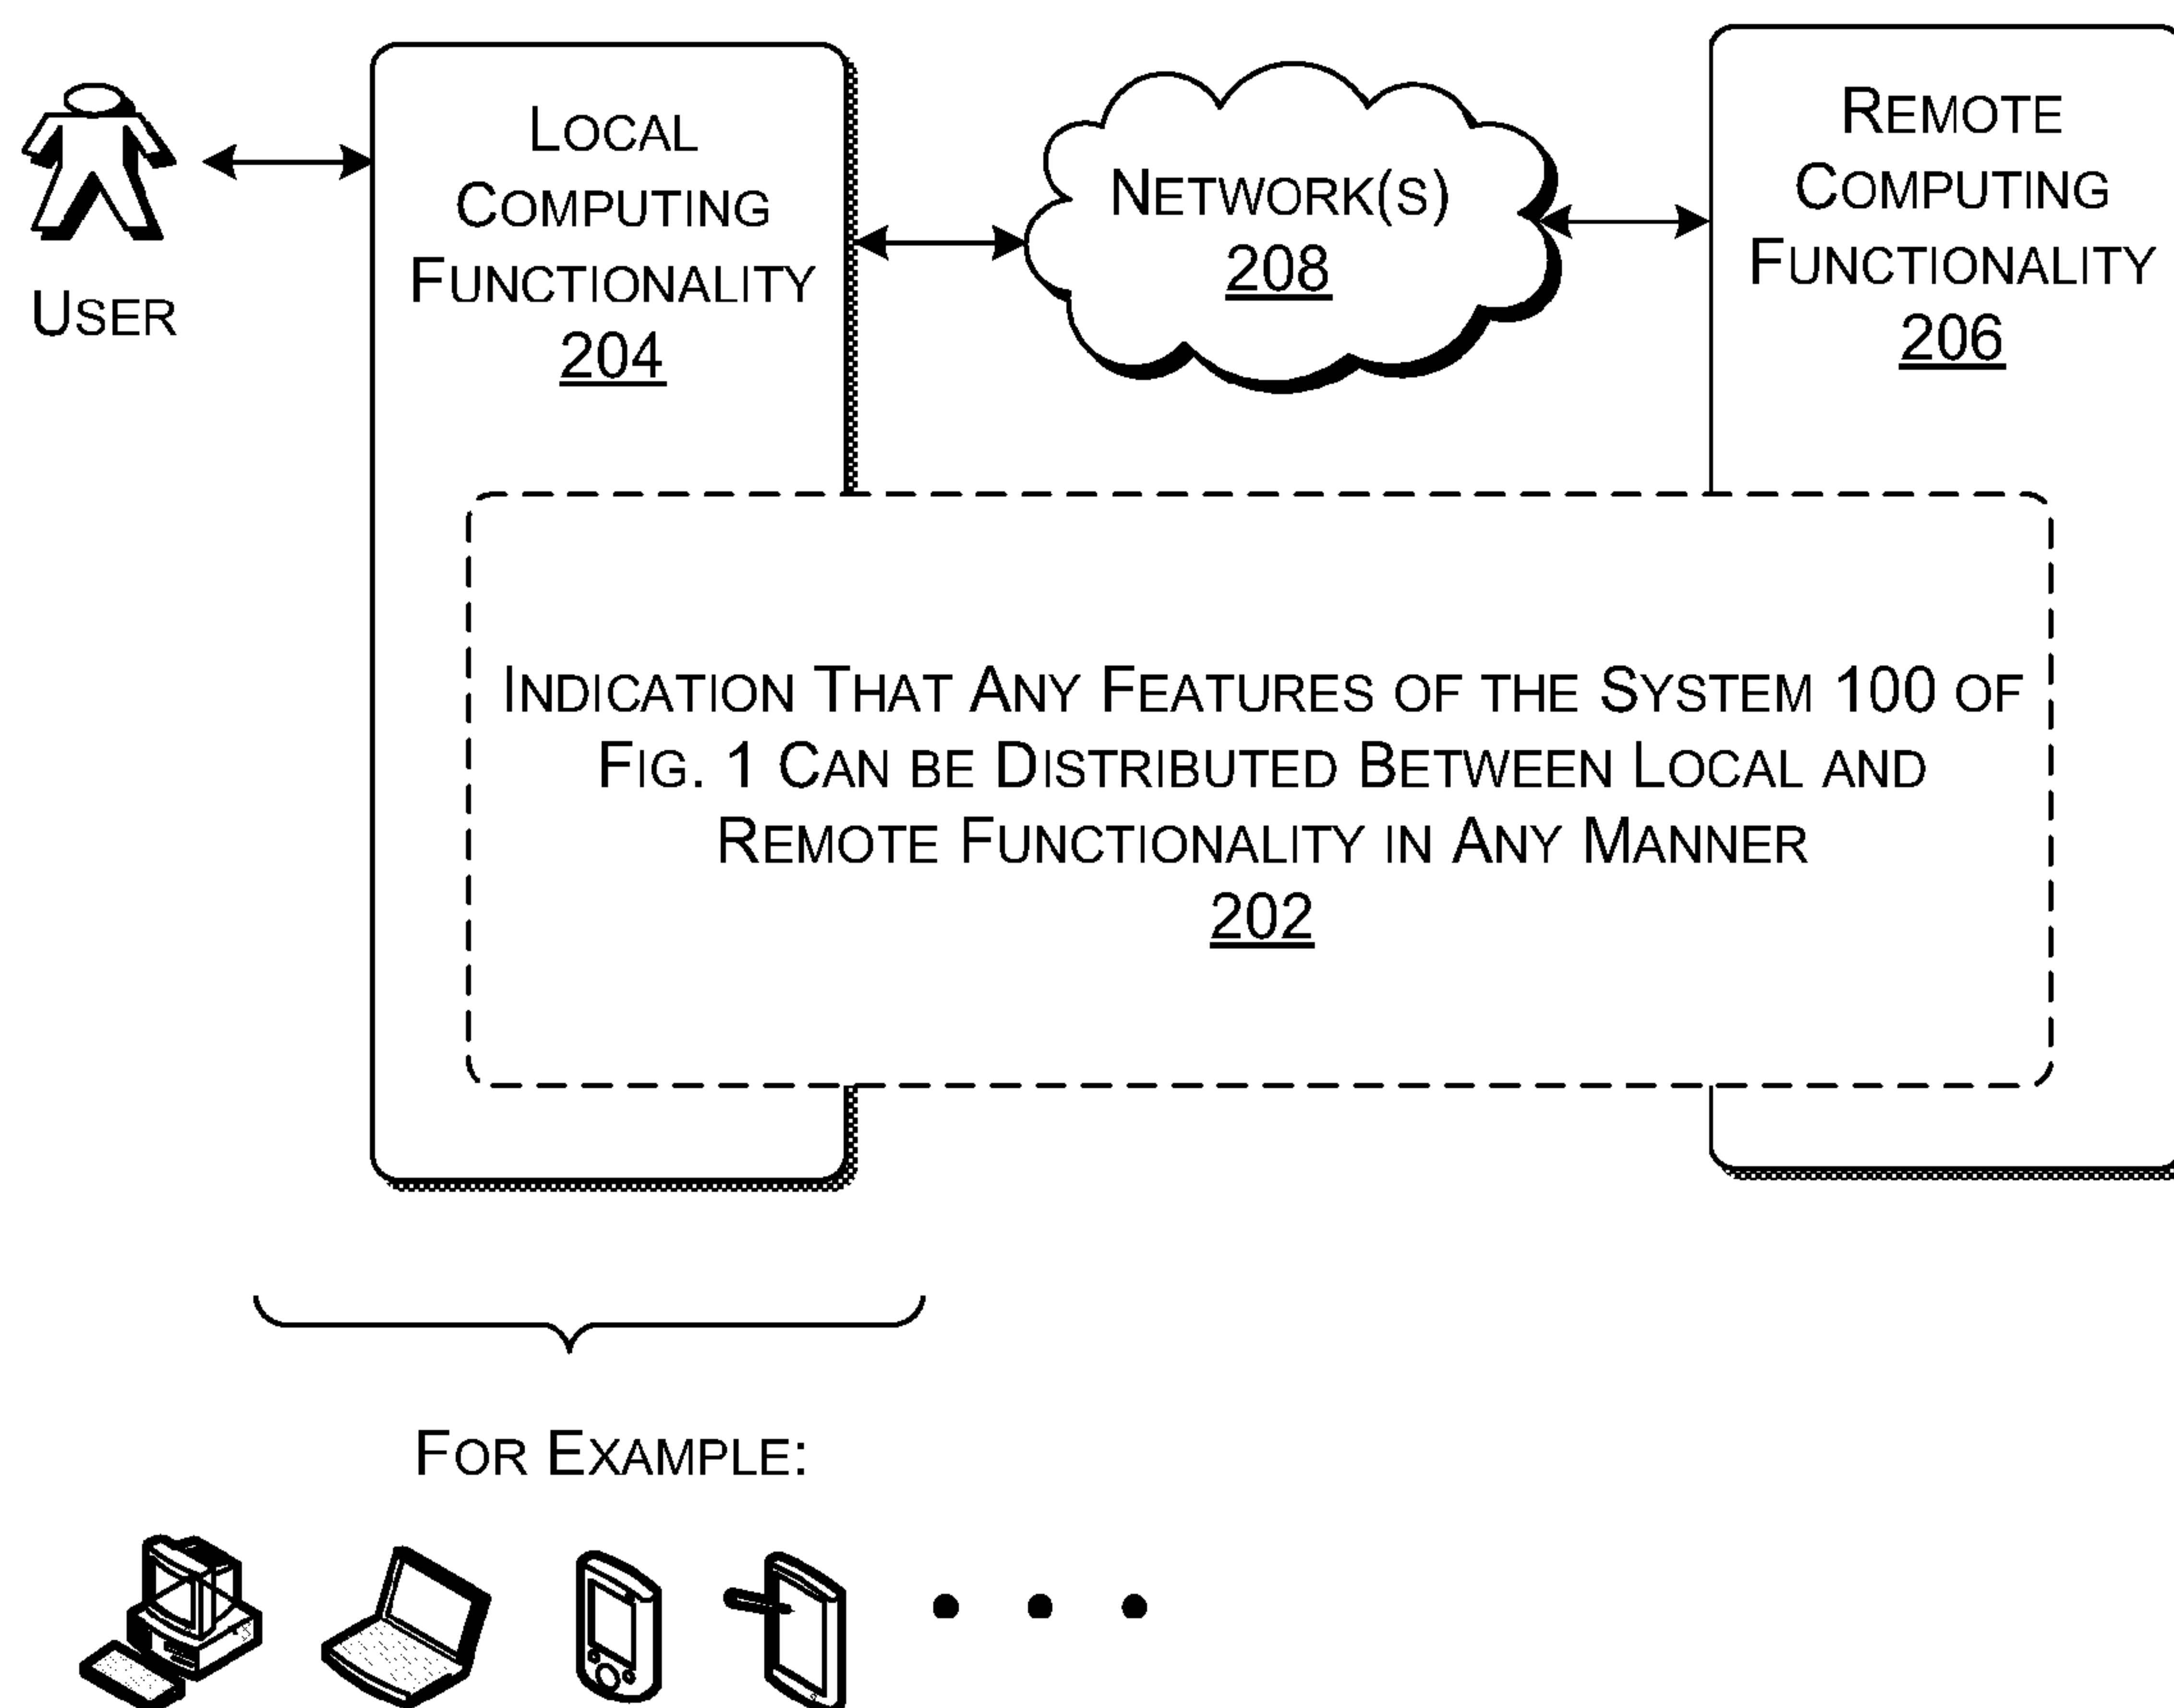 USER
LOCAL
COMPUTING
FUNCTIONALITY
204
NETWORK(S)
208
REMOTE
COMPUTING
FUNCTIONALITY
206
INDICATION THAT ANY FEATURES OF THE SYSTEM 100 OF
FIG. 1 CAN BE DISTRIBUTED BETWEEN LOCAL AND
REMOTE FUNCTIONALITY IN ANY MANNER
202
FOR EXAMPLE: